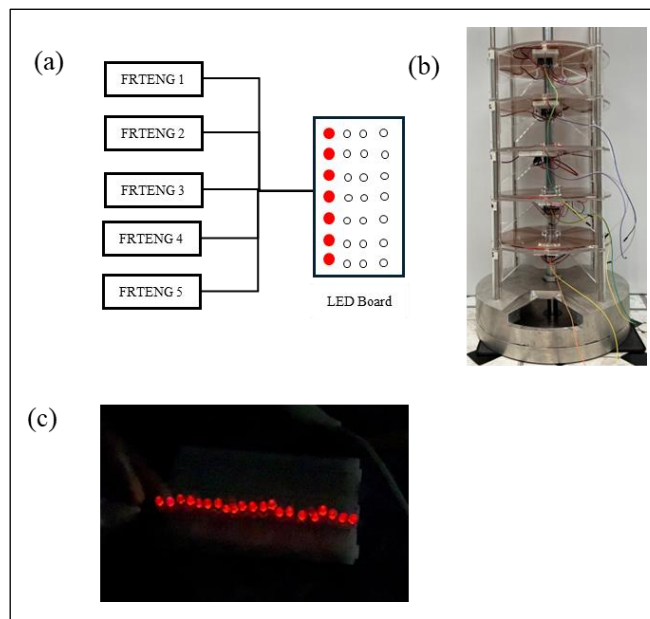 (a)
FRTENG 1
FRTENG 2
FRTENG 3
FRTENG 4
FRTENG 5
LED Board
(b)
(c)